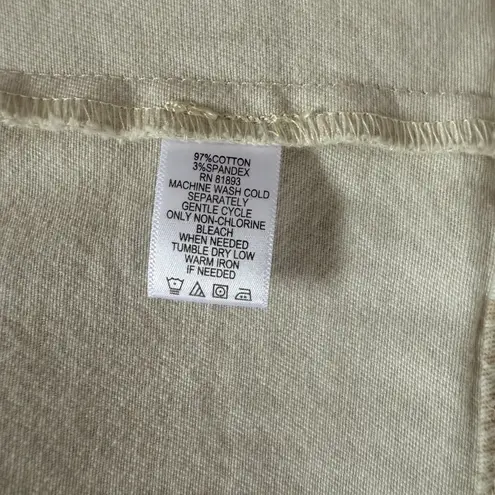 97%COTTON
3%SPANDEX
RN 81893
MACHINE WASH COLD
SEPARATELY
GENTLE CYCLE
ONLY NON-CHLORINE
BLEACH
WHEN NEEDED
TUMBLE DRY LOW
WARM IRON
IF NEEDED